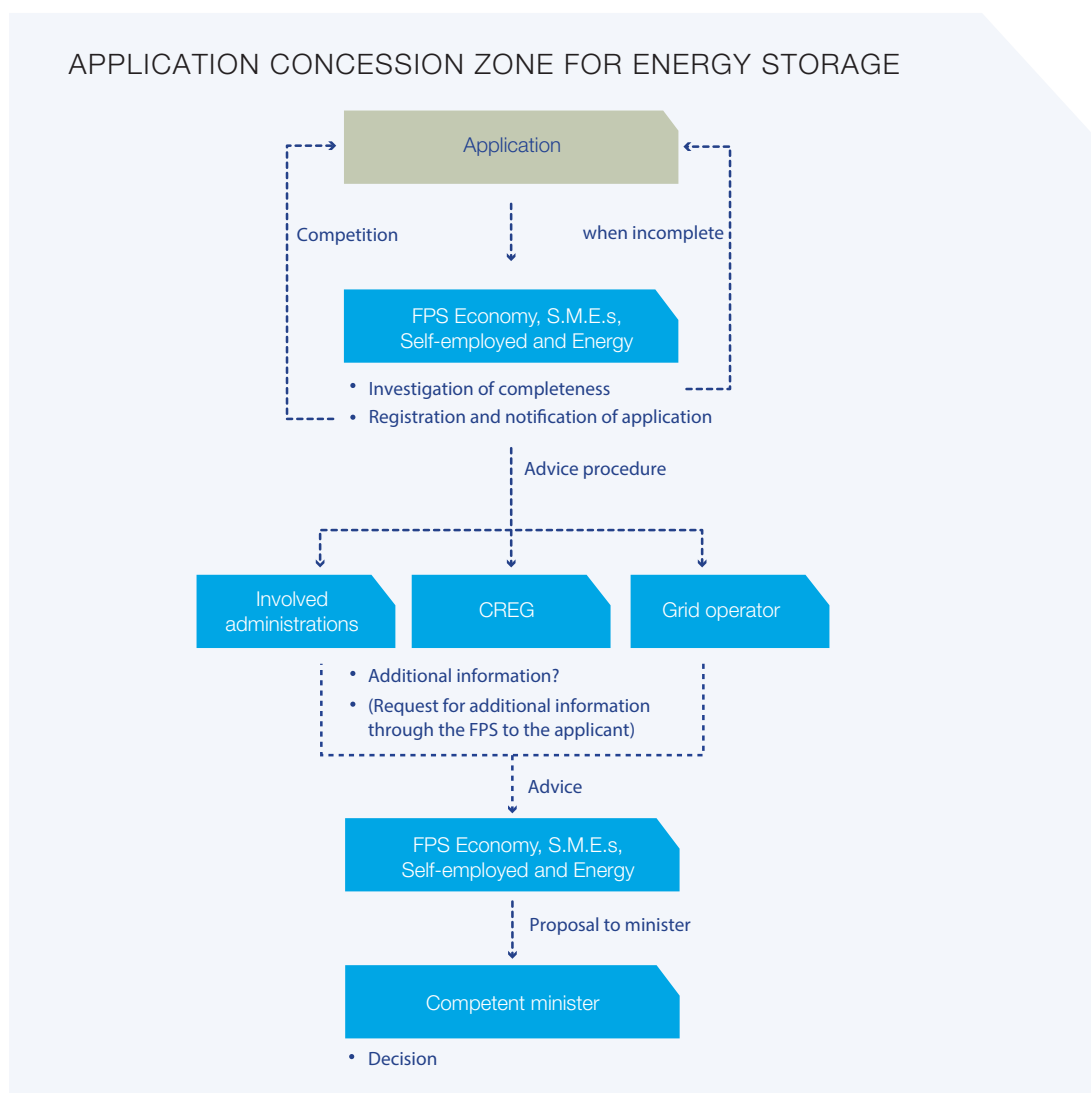 APPLICATION CONCESSION ZONE FOR ENERGY STORAGE
Application
Competition
when incomplete
FPS Economy, S.M.E.s,
Self-employed and Energy
• Investigation of completeness
• Registration and notification of application
Advice procedure
Involved
administrations
CREG
Grid operator
• Additional information?
• (Request for additional information
through the FPS to the applicant)
Advice
FPS Economy, S.M.E.s,
Self-employed and Energy
Proposal to minister
Competent minister
• Decision